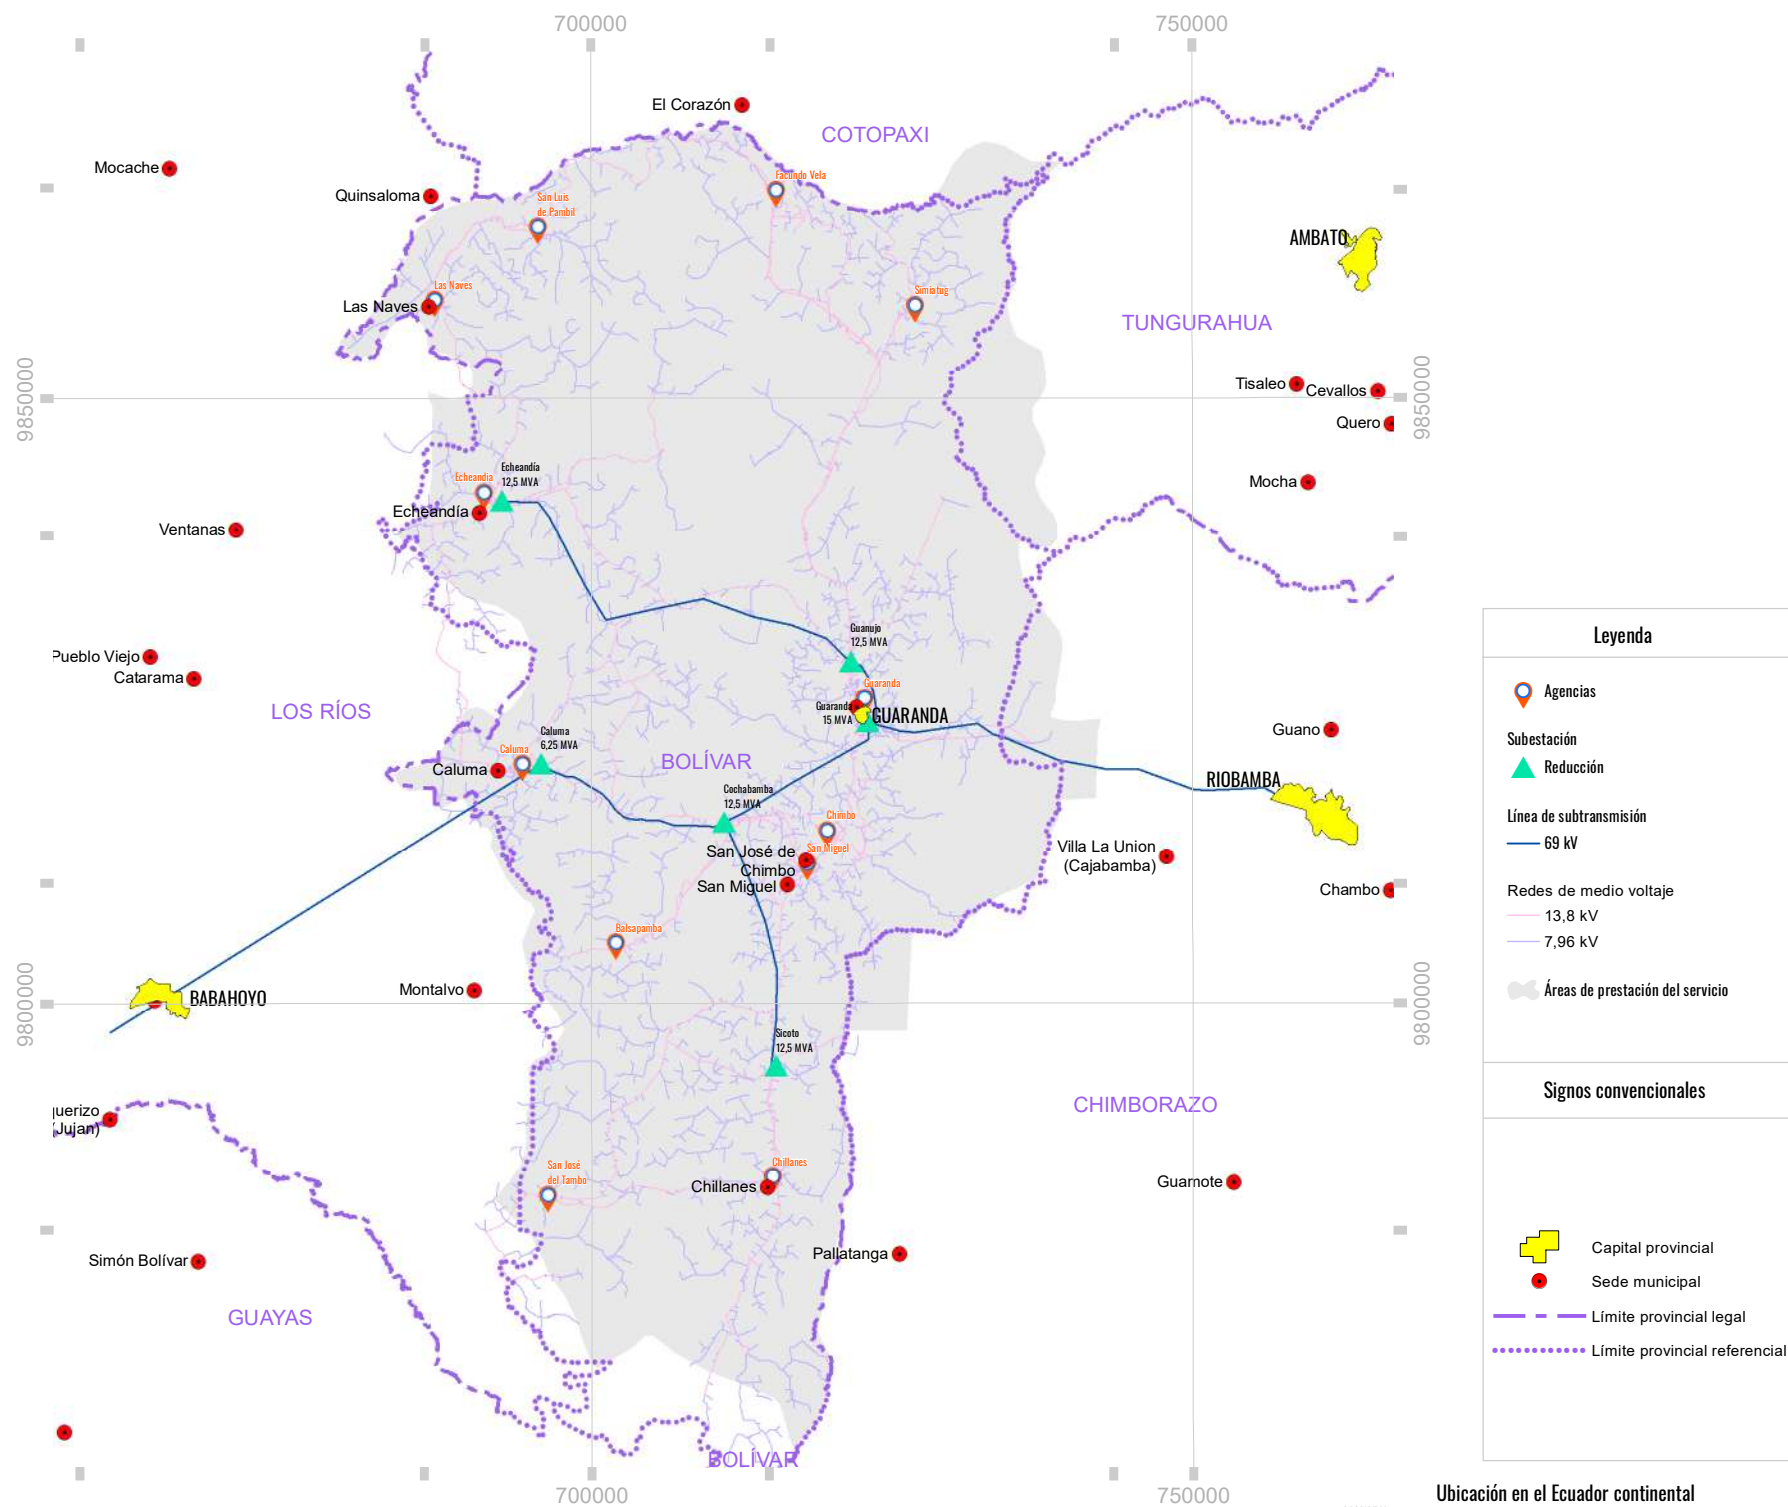 700000
750000
El Corazón
COTOPAXI
Mocache
Facundo Vela
Quinsaloma
San Luis
de Pambil
AMBATO
Las Naves
Simiatug
Las Naves
TUNGURAHUA
9850000
9850000
Tisaleo
Cevallos
Quero
Echeandía
12,5 MVA
Echeandia
Mocha
Echeandía
Ventanas
Guanujo
12,5 MVA
Pueblo Viejo
Catarama
Guaranda
Guaranda
15 MVA
GUARANDA
LOS RÍOS
Guano
Caluma
6,25 MVA
Caluma
BOLÍVAR
Caluma
RIOBAMBA
Cochabamba
12,5 MVA
Chimbo
San José de
Chimbo
San Miguel
San Miguel
Villa La Union
(Cajabamba)
Chambo
Balsapamba
Montalvo
BABAHOYO
9800000
9800000
Sicoto
12,5 MVA
CHIMBORAZO
querizo
(Jujan)
San José
del Tambo
Chillanes
Chillanes
Guamote
Pallatanga
Simón Bolívar
GUAYAS
BOLÍVAR
700000
750000
Leyenda
Agencias
Subestación
Reducción
Línea de subtransmisión
69 kV
Redes de medio voltaje
13,8 kV
7,96 kV
Áreas de prestación del servicio
Signos convencionales
Capital provincial
Sede municipal
Límite provincial legal
Límite provincial referencial
Ubicación en el Ecuador continental